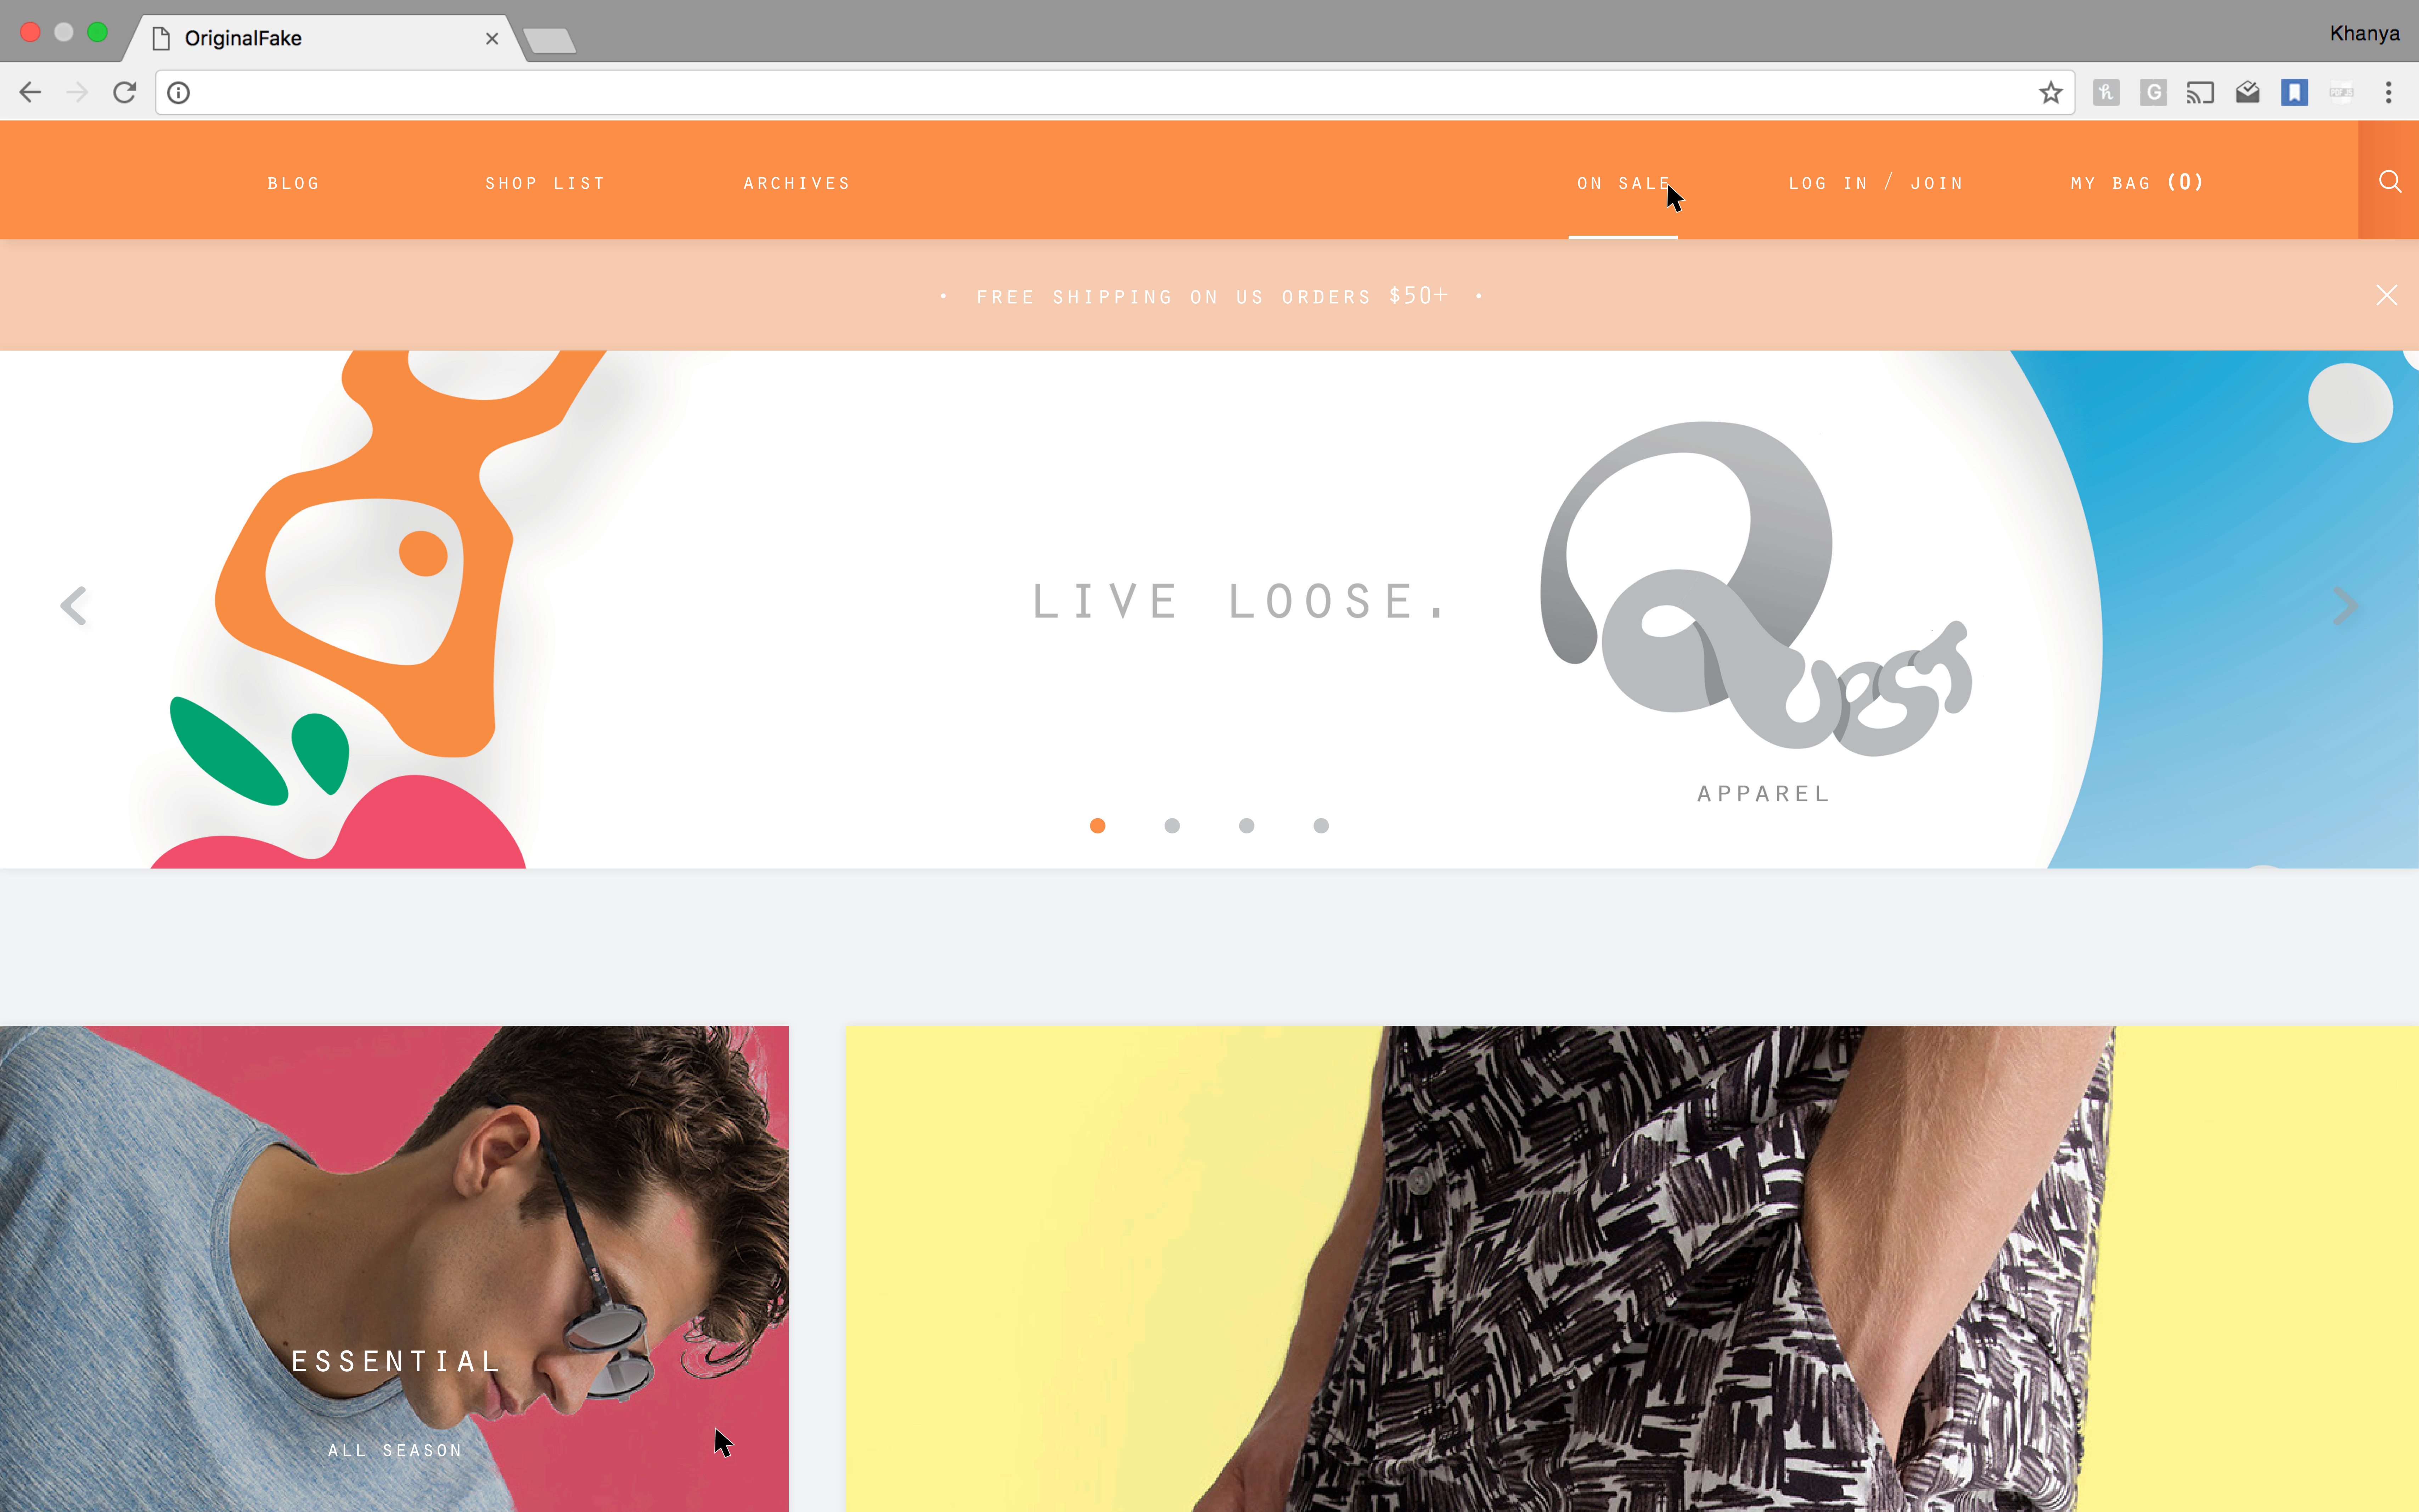 OriginalFake
Khanya
BLOG
SHOP LIST
ARCHIVES
ON SALE
LOG IN / JOIN
MY BAG (0)
• FREE SHIPPING ON US ORDERS $50+ •
LIVE LOOSE.
Quest
APPAREL
ESSENTIAL
ALL SEASON